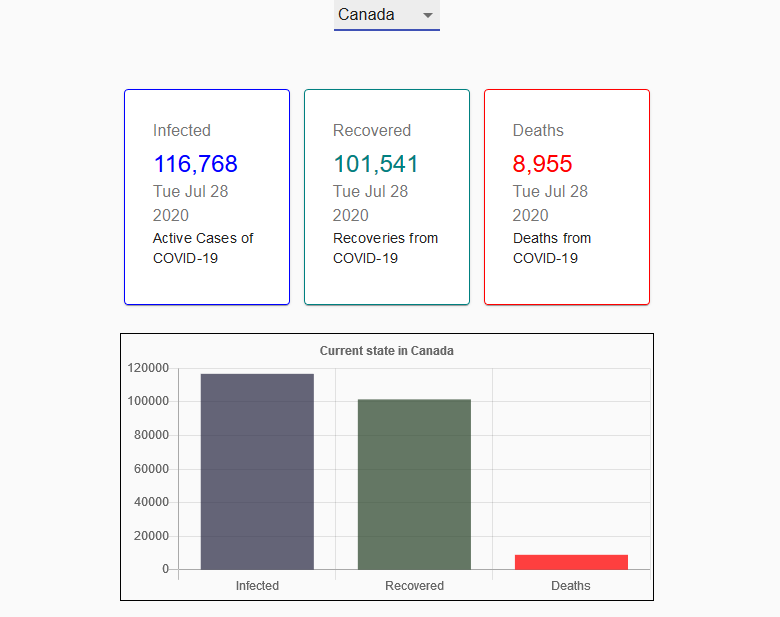 Canada
Infected
116,768
Tue Jul 28
2020
Active Cases of
COVID-19
Recovered
101,541
Tue Jul 28
2020
Recoveries from
COVID-19
Deaths
8,955
Tue Jul 28
2020
Deaths from
COVID-19
Current state in Canada
120000
100000
80000
60000
40000
20000
0
Infected Recovered Deaths